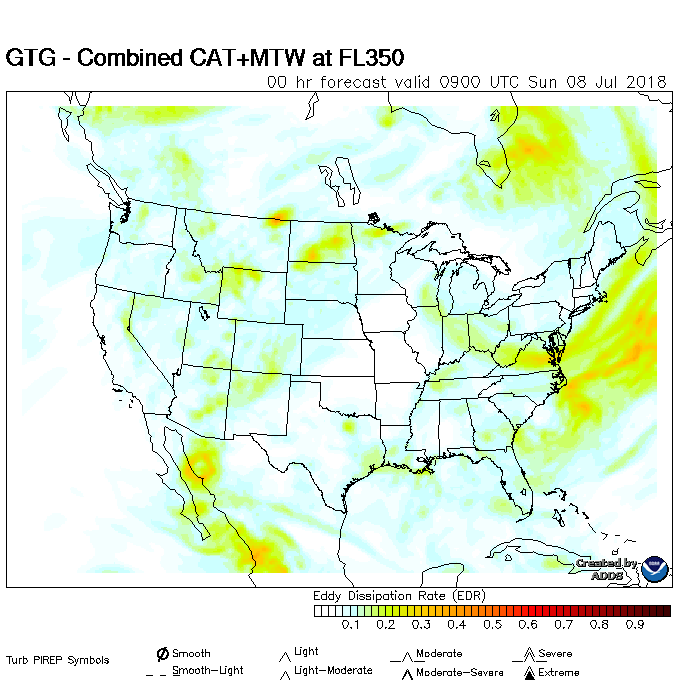 GTG - Combined CAT+MTW at FL350
00 hr forecast valid 0900 UTC Sun 08 Jul 2018
Created by
ADDS
Eddy Dissipation Rate (EDR)
0.1 0.2 0.3 0.4 0.5 0.6 0.7 0.8 0.9
Turb PIREP Symbols
Smooth Light Moderate Severe
Smooth-Light Light-Moderate Moderate-Severe Extreme